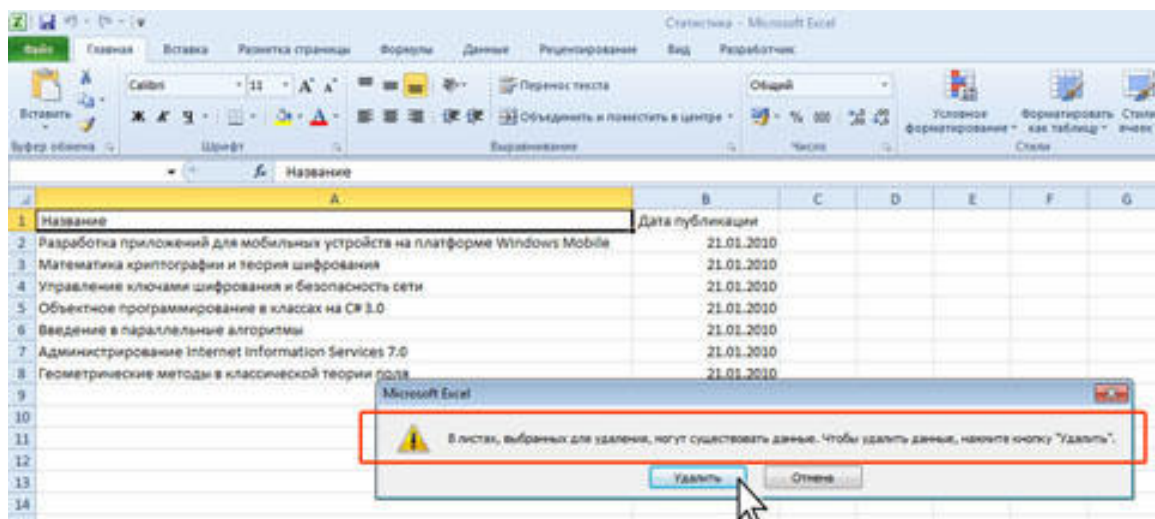 Статистика - Microsoft Excel
Файл Главная Вставка Разметка страницы Формулы Данные Рецензирование Вид Разработчик
Вставить Calibri 11 A A Перенос текста Общий Условное форматирование Форматировать как таблицу Стили ячеек
Ж К Ч Объединить и поместить в центре % 000
Буфер обмена Шрифт Выравнивание Число Стили
fx Название
A B C D E F G
1 Название Дата публикации
2 Разработка приложений для мобильных устройств на платформе Windows Mobile 21.01.2010
3 Математика криптографии и теория шифрования 21.01.2010
4 Управление ключами шифрования и безопасность сети 21.01.2010
5 Объектное программирование в классах на C# 3.0 21.01.2010
6 Введение в параллельные алгоритмы 21.01.2010
7 Администрирование Internet Information Services 7.0 21.01.2010
8 Геометрические методы в классической теории поля 21.01.2010
9 Microsoft Excel
10
11 В листах, выбранных для удаления, могут существовать данные. Чтобы удалить данные, нажмите кнопку "Удалить".
12
13 Удалить Отмена
14